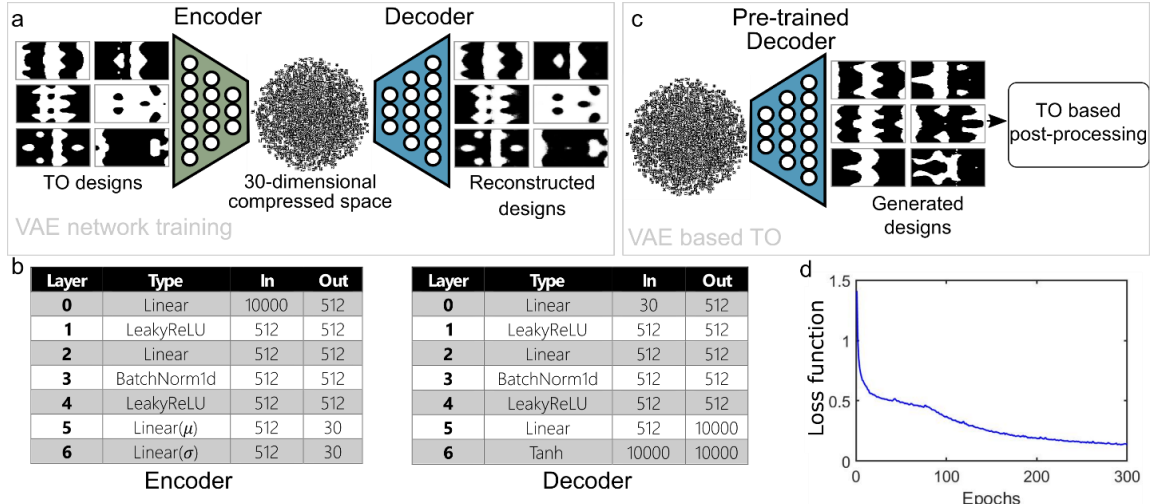 a
Encoder
Decoder
TO designs
30-dimensional
compressed space
Reconstructed
designs
VAE network training
c
Pre-trained
Decoder
Generated
designs
TO based
post-processing
VAE based TO
b
Layer Type In Out
0 Linear 10000 512
1 LeakyReLU 512 512
2 Linear 512 512
3 BatchNorm1d 512 512
4 LeakyReLU 512 512
5 Linear(μ) 512 30
6 Linear(σ) 512 30
Encoder
Layer Type In Out
0 Linear 30 512
1 LeakyReLU 512 512
2 Linear 512 512
3 BatchNorm1d 512 512
4 LeakyReLU 512 512
5 Linear 512 10000
6 Tanh 10000 10000
Decoder
d
Loss function
1.5
1
0.5
0
0 100 200 300
Epochs